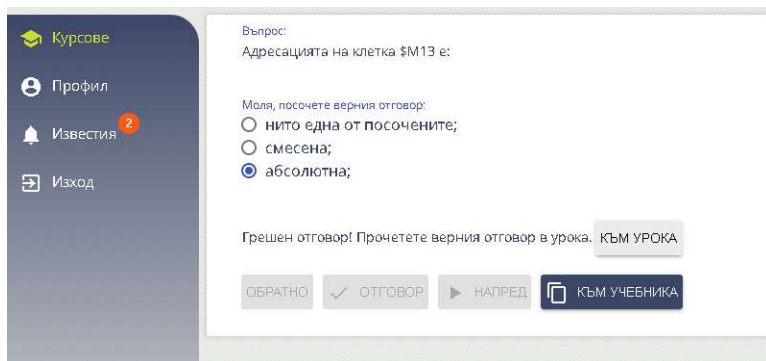 Курсове
Профил
Известия
2
Изход
Въпрос:
Адресацията на клетка $M13 е:
Моля, посочете верния отговор:
нито една от посочените;
смесена;
абсолютна;
Грешен отговор! Прочетете верния отговор в урока. КЪМ УРОКА
ОБРАТНО ОТГОВОР НАПРЕД КЪМ УЧЕБНИКА